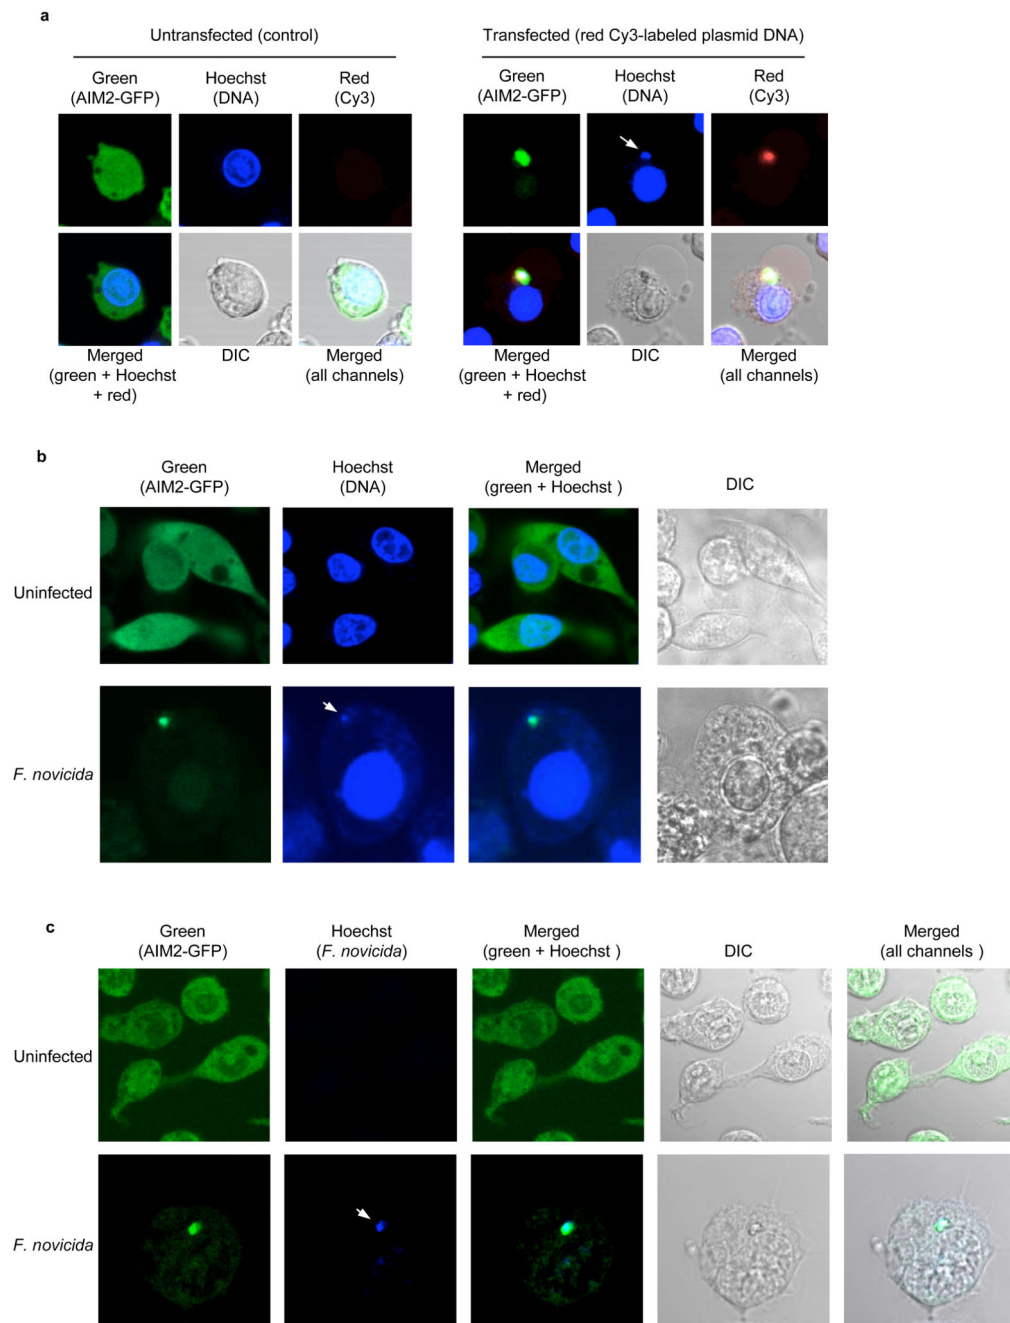 a
Untransfected (control)
Transfected (red Cy3-labeled plasmid DNA)
Green
(AIM2-GFP)
Hoechst
(DNA)
Red
(Cy3)
Green
(AIM2-GFP)
Hoechst
(DNA)
Red
(Cy3)
Merged
(green + Hoechst
+ red)
DIC
Merged
(all channels)
Merged
(green + Hoechst
+ red)
DIC
Merged
(all channels)
b
Green
(AIM2-GFP)
Hoechst
(DNA)
Merged
(green + Hoechst )
DIC
Uninfected
F. novicida
c
Green
(AIM2-GFP)
Hoechst
(F. novicida)
Merged
(green + Hoechst )
DIC
Merged
(all channels )
Uninfected
F. novicida